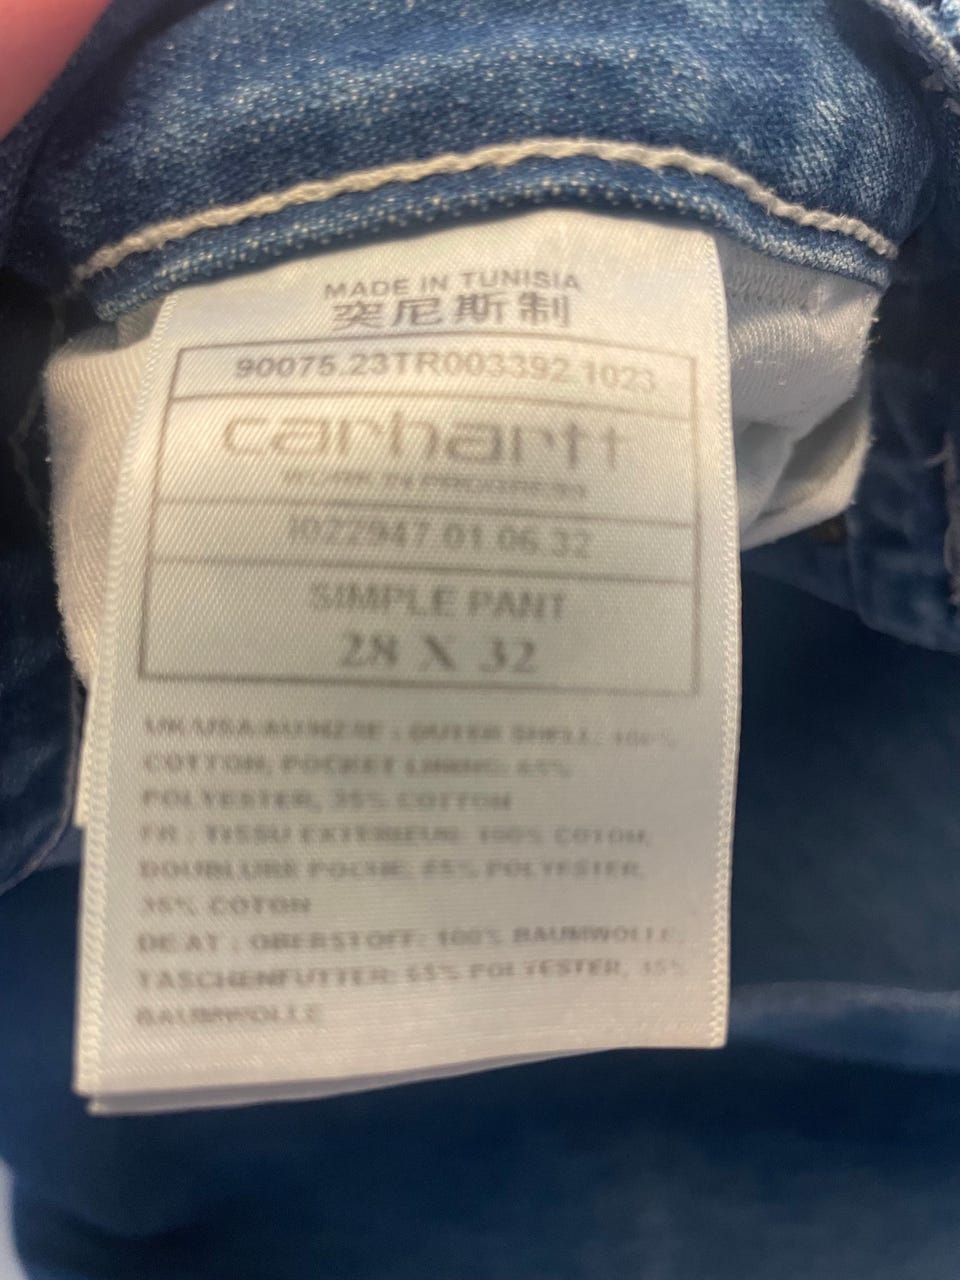 MADE IN TUNISIA
突尼斯制
90075.23TR003392.1023
carhartt
WORK IN PROGRESS
I022947.01.06.32
SIMPLE PANT
28 X 32
UK/USA/AU/NZ/IE : OUTER SHELL: 100%
COTTON, POCKET LINING: 65%
POLYESTER, 35% COTTON
FR : TISSU EXTERIEUR: 100% COTON,
DOUBLURE POCHE: 65% POLYESTER,
35% COTON
DE AT : OBERSTOFF: 100% BAUMWOLLE,
TASCHENFUTTER: 65% POLYESTER, 35%
BAUMWOLLE